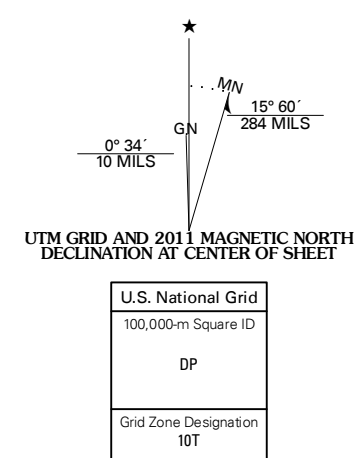 ★
MN
15° 60´
284 MILS
GN
0° 34´
10 MILS
UTM GRID AND 2011 MAGNETIC NORTH
DECLINATION AT CENTER OF SHEET
U.S. National Grid
100,000-m Square ID
DP
Grid Zone Designation
10T